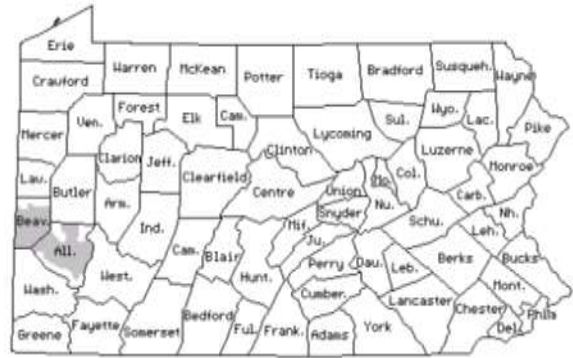 Erie
Crauford
Warren
McKean
Potter
Tioga
Bradford
Susqueh.
Wayne
Mercer
Ven.
Forest
Elk
Cam.
Lycoming
Sul.
Wyo.
Lac.
Pike
Lau.
Butler
Clarion
Jeff.
Clearfield
Clinton
Centre
Union
Mo.
Col.
Luzerne
Monroe
Carb.
Beav.
All.
Arm.
Ind.
Cam.
Blair
Hunt.
Mif.
Snyder
Ju.
Nu.
Schu.
Leh.
Nh.
Wash.
West.
Perry
Dau.
Leb.
Berks
Bucks
Mont.
Greene
Fayette
Somerset
Bedford
Ful.
Frank.
Cumber.
Adams
York
Lancaster
Chester
Del.
Phila